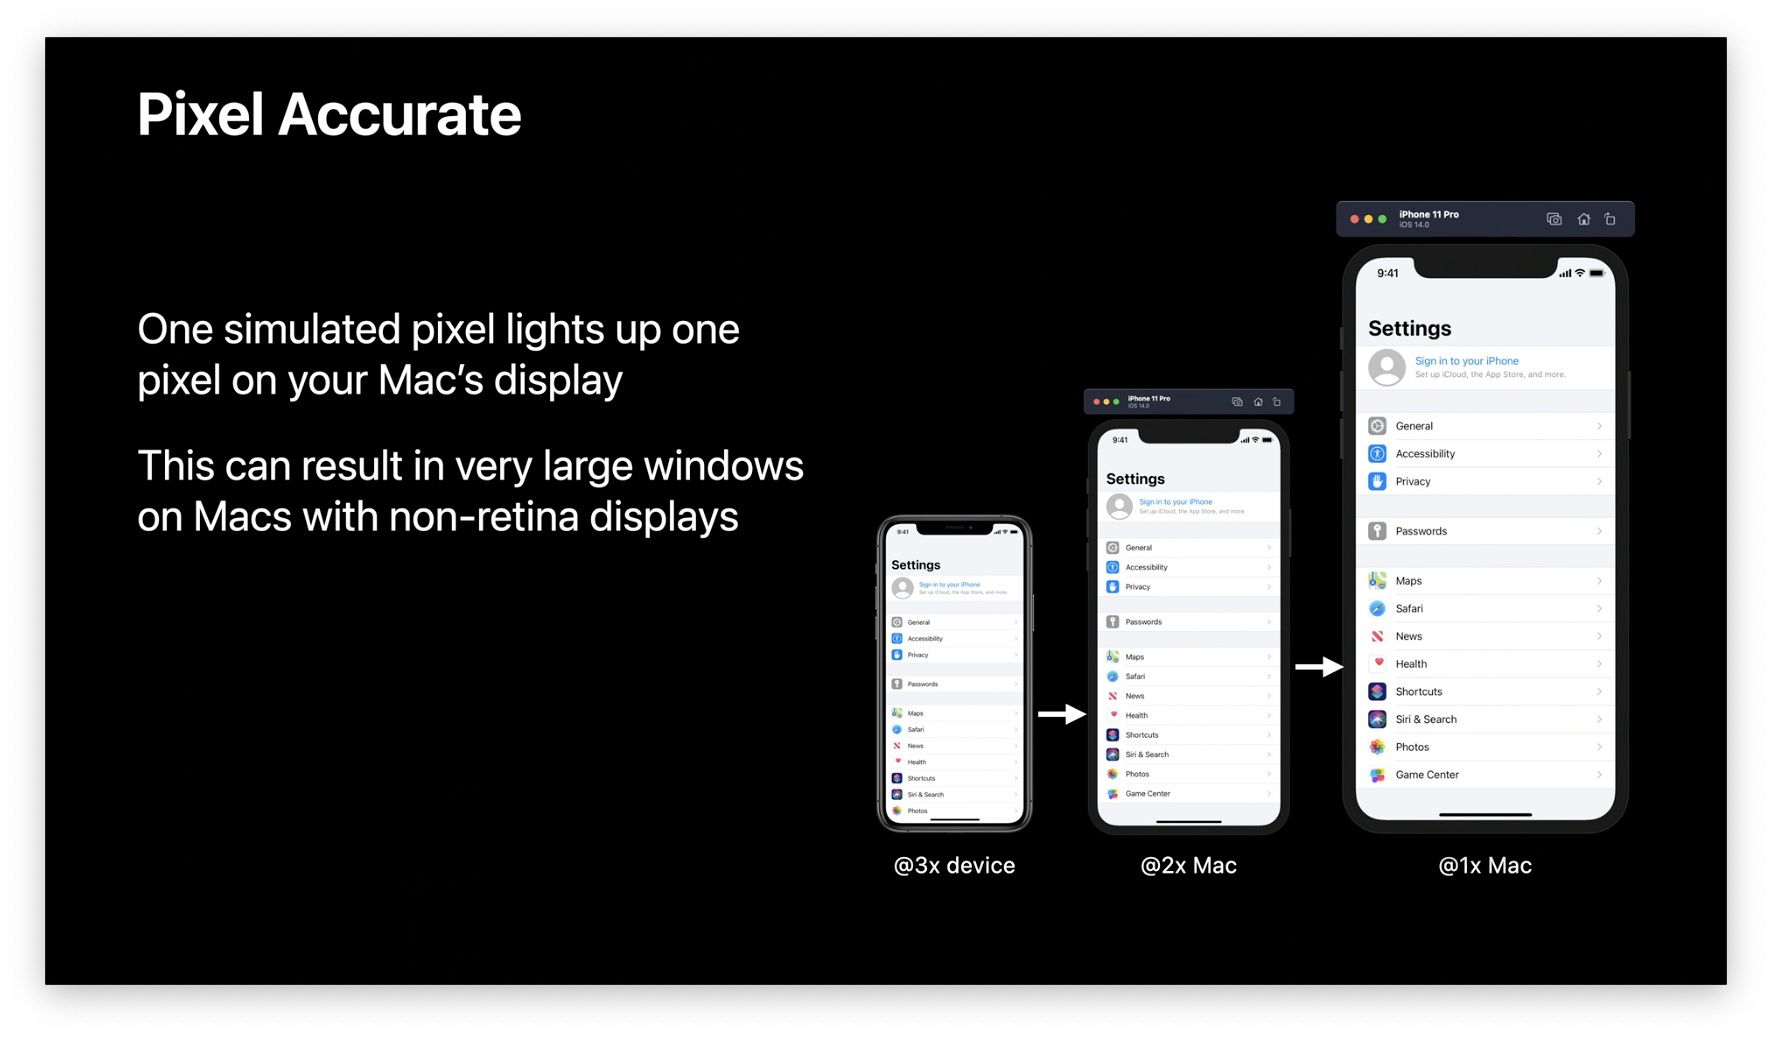 Pixel Accurate
One simulated pixel lights up one
pixel on your Mac’s display
This can result in very large windows
on Macs with non-retina displays
9:41
Settings
Sign in to your iPhone
Set up iCloud, the App Store, and more.
General
Accessibility
Privacy
Passwords
Maps
Safari
News
Health
Shortcuts
Siri & Search
Photos
@3x device
iPhone 11 Pro
iOS 14.0
9:41
Settings
Sign in to your iPhone
Set up iCloud, the App Store, and more.
General
Accessibility
Privacy
Passwords
Maps
Safari
News
Health
Shortcuts
Siri & Search
Photos
Game Center
@2x Mac
iPhone 11 Pro
iOS 14.0
9:41
Settings
Sign in to your iPhone
Set up iCloud, the App Store, and more.
General
Accessibility
Privacy
Passwords
Maps
Safari
News
Health
Shortcuts
Siri & Search
Photos
Game Center
@1x Mac